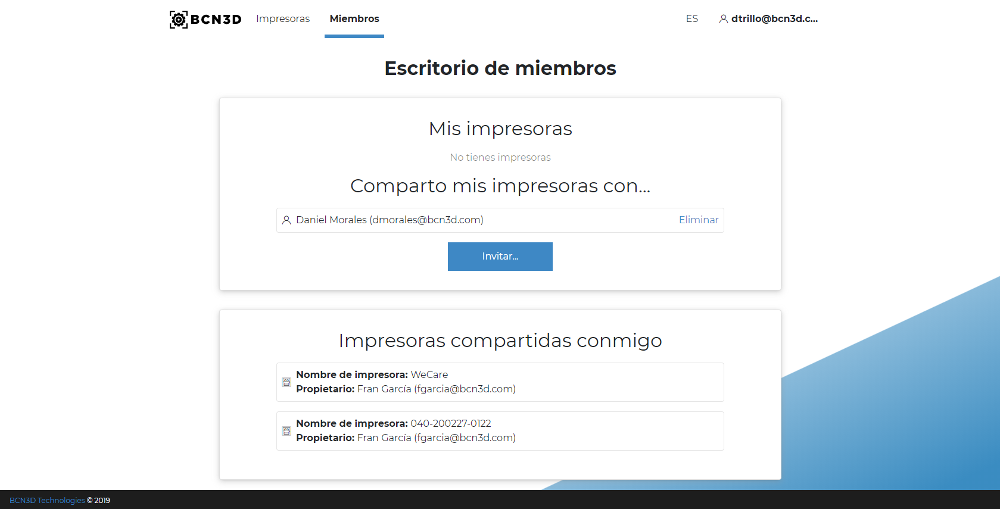 BCN3D Impresoras Miembros ES dtrillo@bcn3d.c...
Escritorio de miembros
Mis impresoras
No tienes impresoras
Comparto mis impresoras con...
Daniel Morales (dmorales@bcn3d.com) Eliminar
Invitar...
Impresoras compartidas conmigo
Nombre de impresora: WeCare
Propietario: Fran García (fgarcia@bcn3d.com)
Nombre de impresora: 040-200227-0122
Propietario: Fran García (fgarcia@bcn3d.com)
BCN3D Technologies © 2019